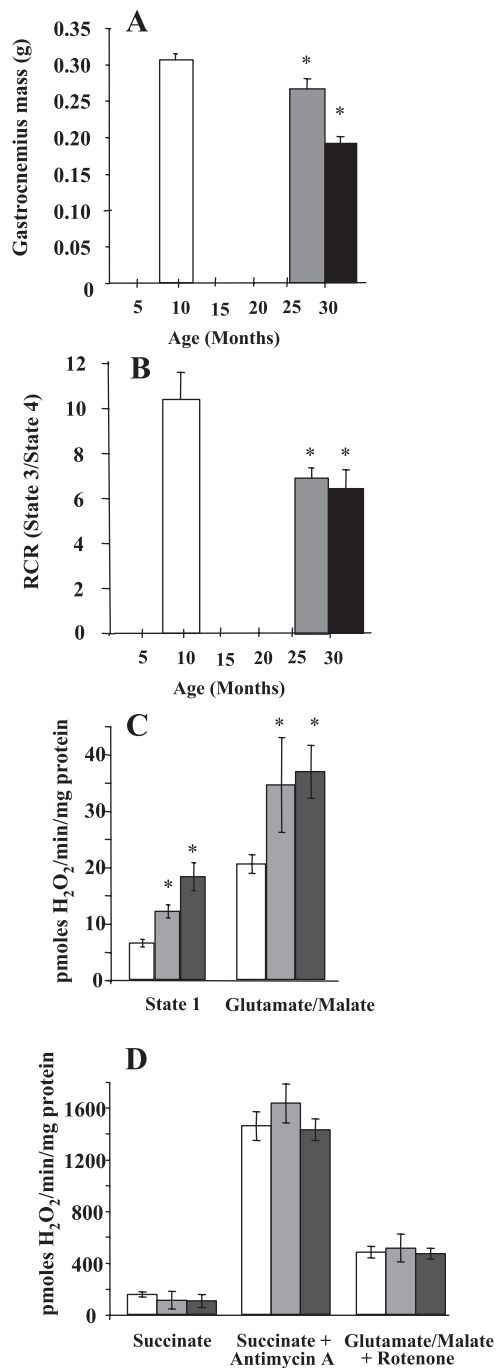 A
Gastrocnemius mass (g)
0.35
0.30
0.25
0.20
0.15
0.10
0.05
0
* *
5 10 15 20 25 30
Age (Months)
B
RCR (State 3/State 4)
12
10
8
6
4
2
0
* *
5 10 15 20 25 30
Age (Months)
C
pmoles H₂O₂/min/mg protein
40
30
20
10
0
* * * *
State 1 Glutamate/Malate
D
pmoles H₂O₂/min/mg protein
1600
1200
800
400
0
Succinate Succinate + Glutamate/Malate
Antimycin A + Rotenone